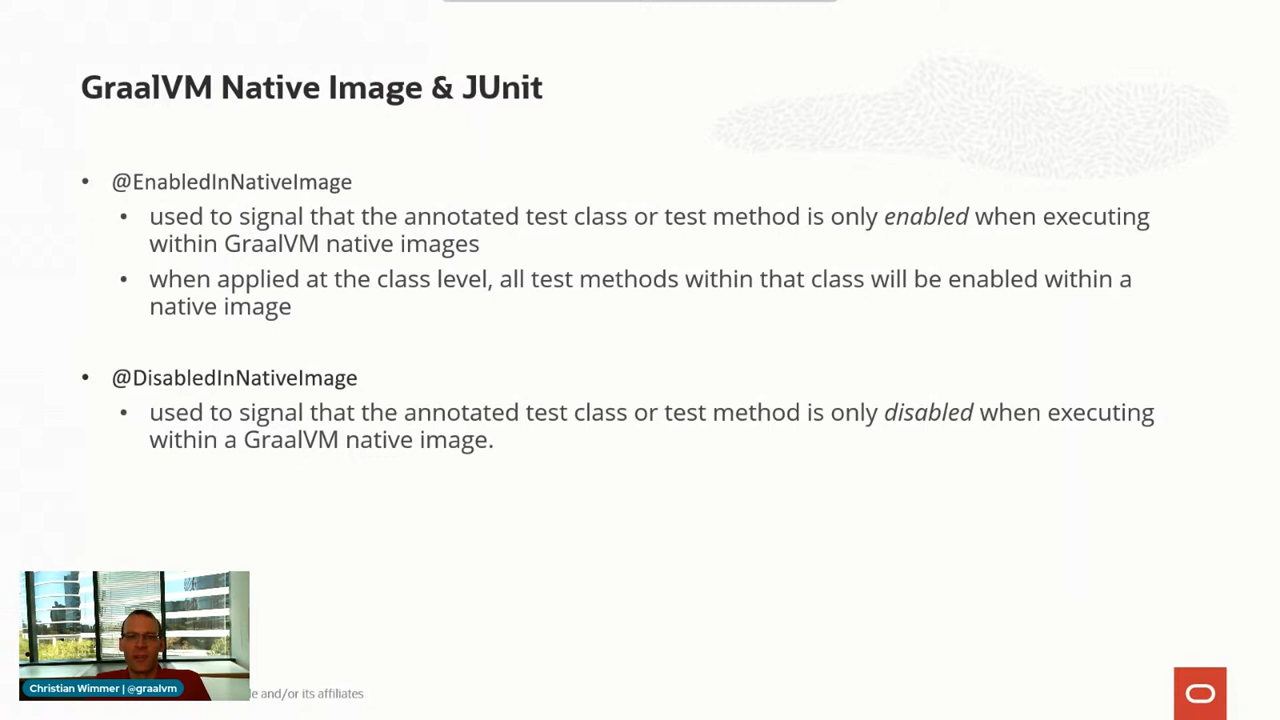 GraalVM Native Image & JUnit
• @EnabledInNativeImage
• used to signal that the annotated test class or test method is only enabled when executing
within GraalVM native images
• when applied at the class level, all test methods within that class will be enabled within a
native image
• @DisabledInNativeImage
• used to signal that the annotated test class or test method is only disabled when executing
within a GraalVM native image.
Christian Wimmer | @graalvm
and/or its affiliates